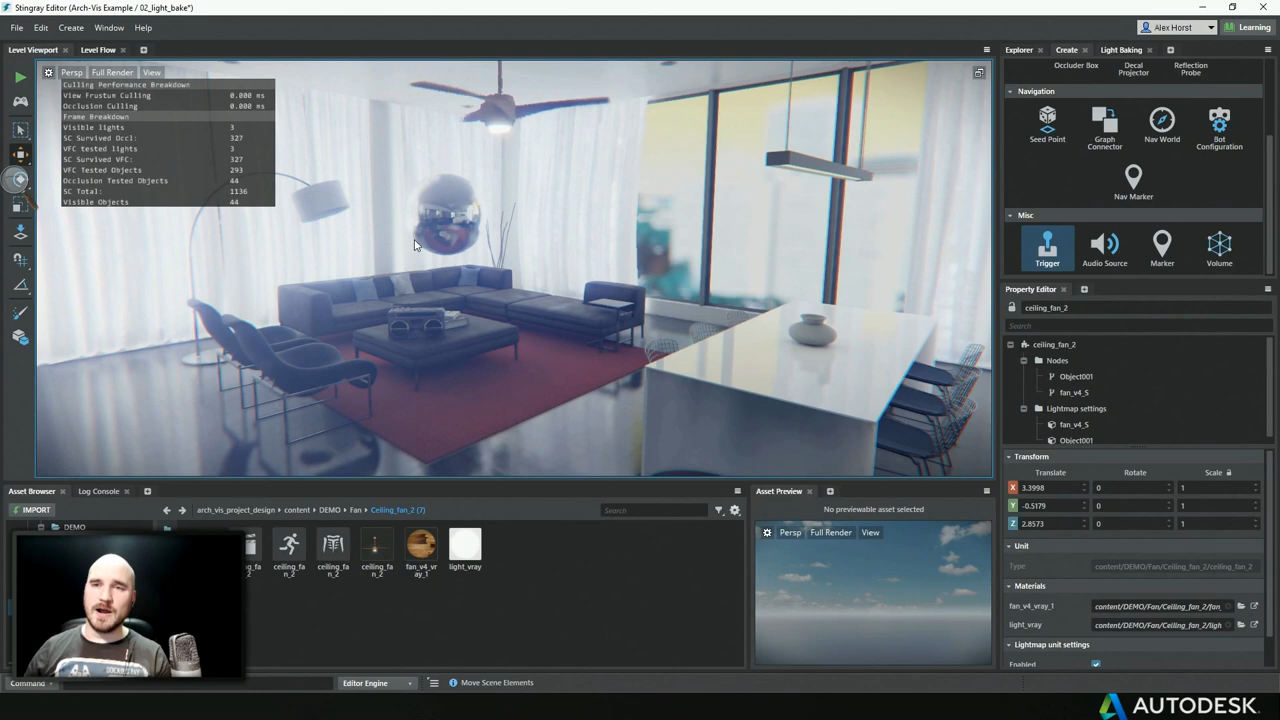 Stingray Editor (Arch-Vis Example / 02_light_bake*)
File Edit Create Window Help
Alex Horst
Learning
Level Viewport
Level Flow
Persp Full Render View
Culling Performance Breakdown
View Frustum Culling 0.000 ms
Occlusion Culling 0.000 ms
Frame Breakdown
Visible lights 3
SC Survived Occl: 327
VFC tested lights 3
SC Survived VFC: 327
VFC Tested Objects 293
Occlusion Tested Objects 44
SC Total: 1136
Visible Objects 44
Explorer Create Light Baking
Occluder Box Decal Projector Reflection Probe
Navigation
Seed Point Graph Connector Nav World Bot Configuration
Nav Marker
Misc
Trigger Audio Source Marker Volume
Property Editor
ceiling_fan_2
Search
ceiling_fan_2
Nodes
Object001
fan_v4_5
Lightmap settings
fan_v4_5
Object001
Transform
Translate Rotate Scale
X 3.3998 0 1
Y -0.5179 0 1
Z 2.8573 0 1
Unit
Type content/DEMO/Fan/Ceiling_fan_2/ceiling_fan_2
Materials
fan_v4_vray_1 content/DEMO/Fan/Ceiling_fan_2/fan_
light_vray content/DEMO/Fan/Ceiling_fan_2/ligh
Lightmap unit settings
Enabled
Asset Browser Log Console
IMPORT
arch_vis_project_design content DEMO Fan Ceiling_fan_2 (7)
Search
DEMO
ceiling_fan_2
ceiling_fan_2
ceiling_fan_2
fan_v4_vray_1
light_vray
Asset Preview
No previewable asset selected
Persp Full Render View
Command
Editor Engine
Move Scene Elements
AUTODESK.